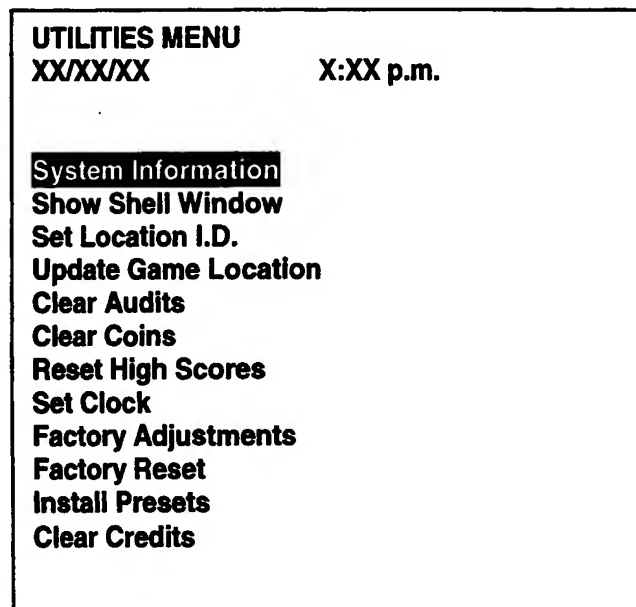 UTILITIES MENU
XX/XX/XX X:XX p.m.
System Information
Show Shell Window
Set Location I.D.
Update Game Location
Clear Audits
Clear Coins
Reset High Scores
Set Clock
Factory Adjustments
Factory Reset
Install Presets
Clear Credits